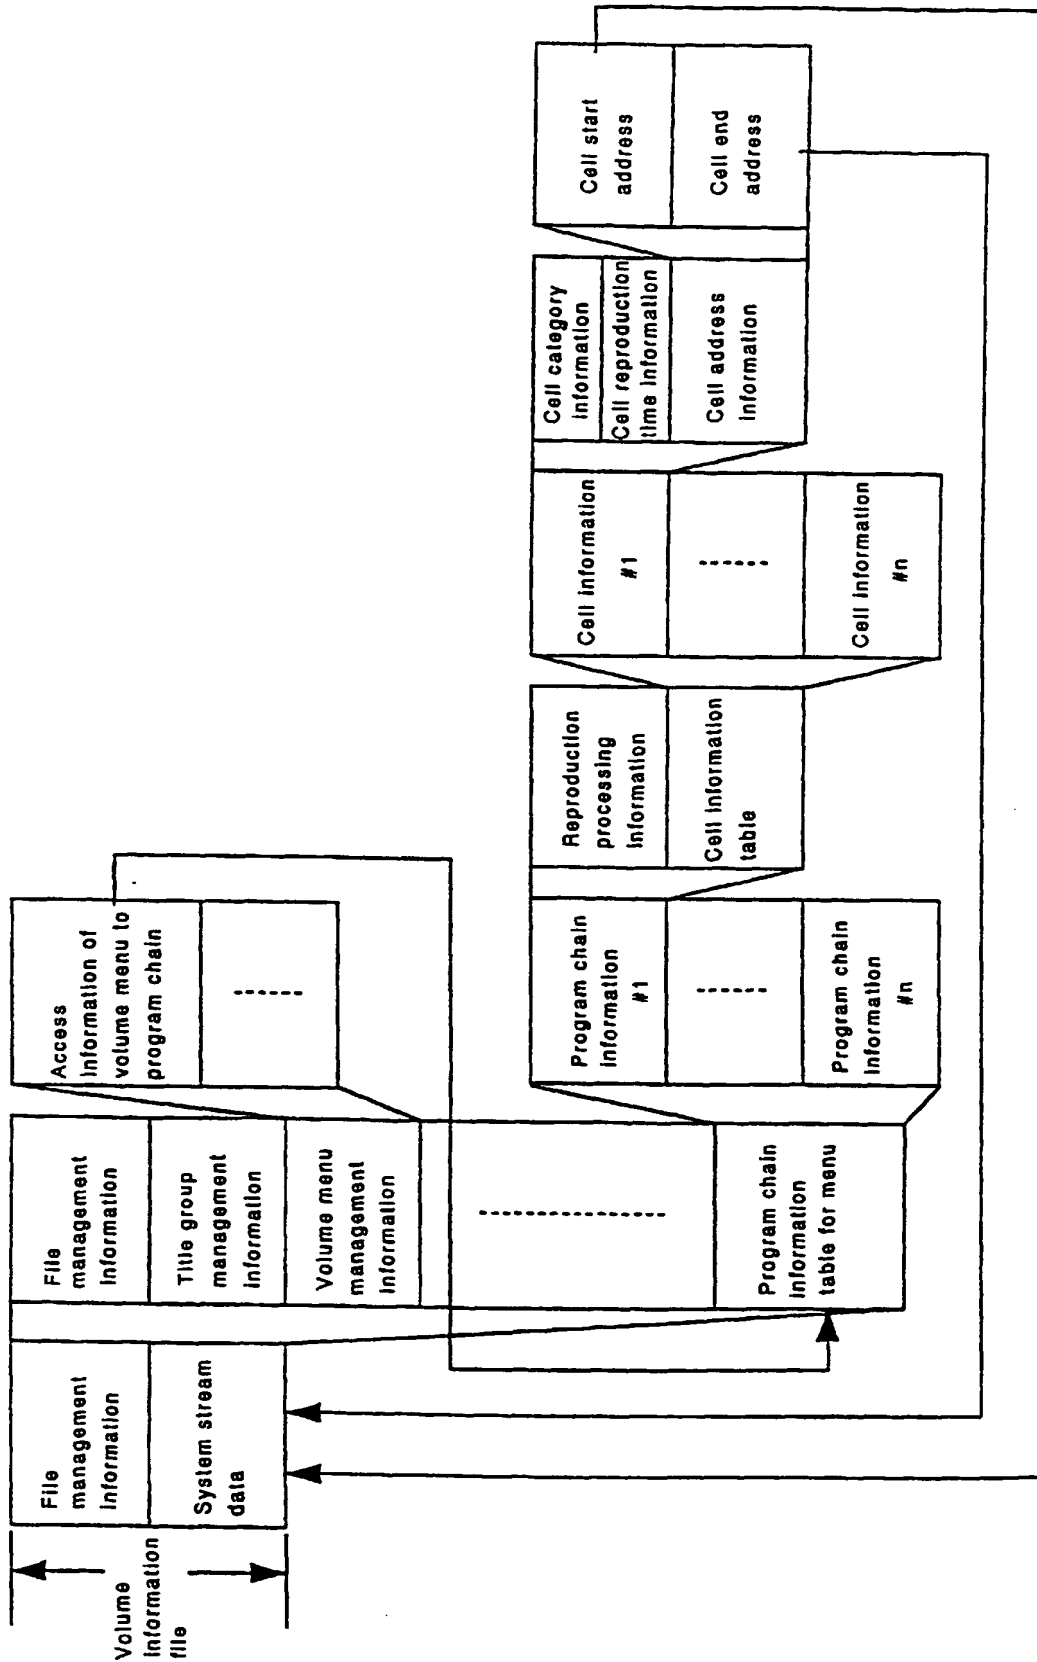 Volume
information
file
File
management
information
System stream
data
File
management
information
Title group
management
information
Volume menu
management
information
Program chain
information
table for menu
Access
information of
volume menu to
program chain
Program chain
information
#1
Program chain
information
#n
Reproduction
processing
information
Cell information
table
Cell information
#1
Cell information
#n
Cell category
information
Cell reproduction
time information
Cell address
information
Cell start
address
Cell end
address